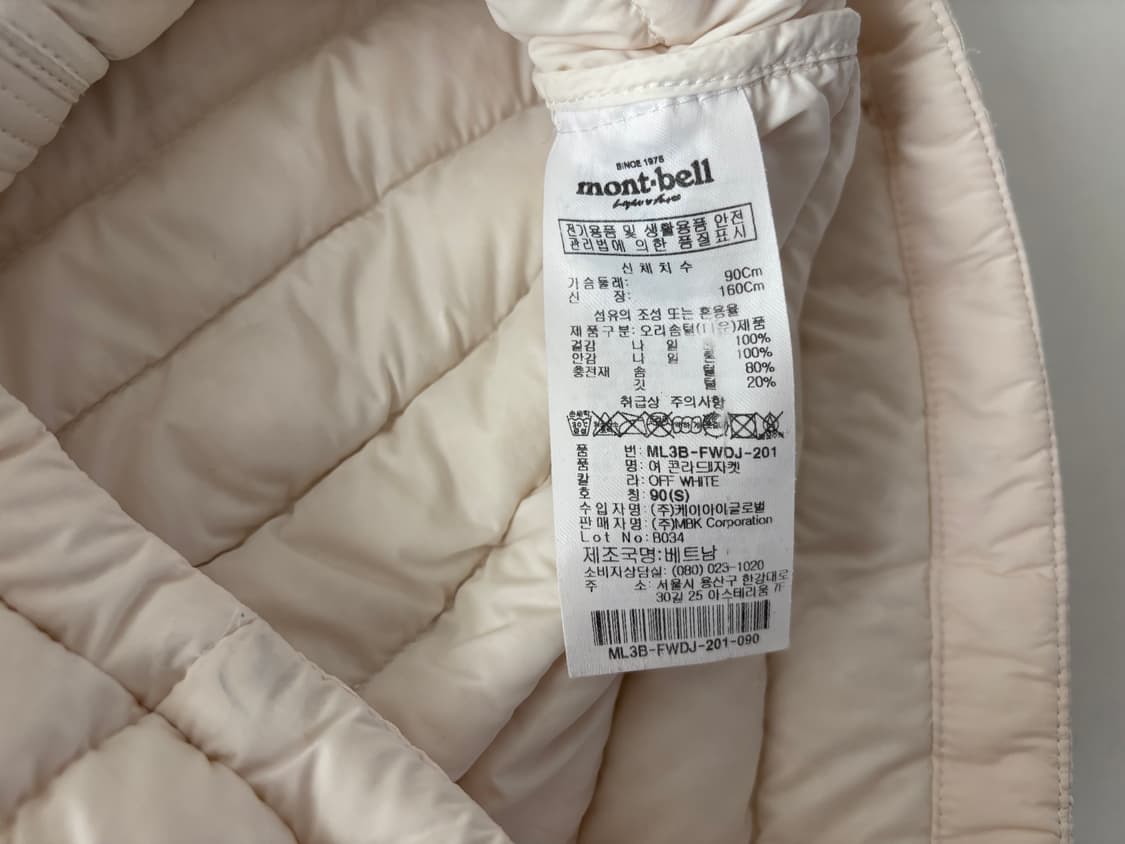 SINCE 1975
mont·bell
전기용품 및 생활용품 안전
관리법에 의한 품질표시
신체치수
가슴둘레: 90Cm
신 장: 160Cm
섬유의 조성 또는 혼용율
제품구분: 오리솜털(다운)제품
겉감 나 일 론 100%
안감 나 일 론 100%
충전재 솜 털 80%
깃 털 20%
취급상 주의사항
품 번: ML3B-FWDJ-201
품 명: 여 콘라드II자켓
칼 라: OFF WHITE
호 칭: 90(S)
수입자명: (주)케이아이글로벌
판매자명: (주)MBK Corporation
Lot No: B034
제조국명: 베트남
소비자상담실: (080) 023-1020
주 소: 서울시 용산구 한강대로
30길 25 아스테리움 7F
ML3B-FWDJ-201-090